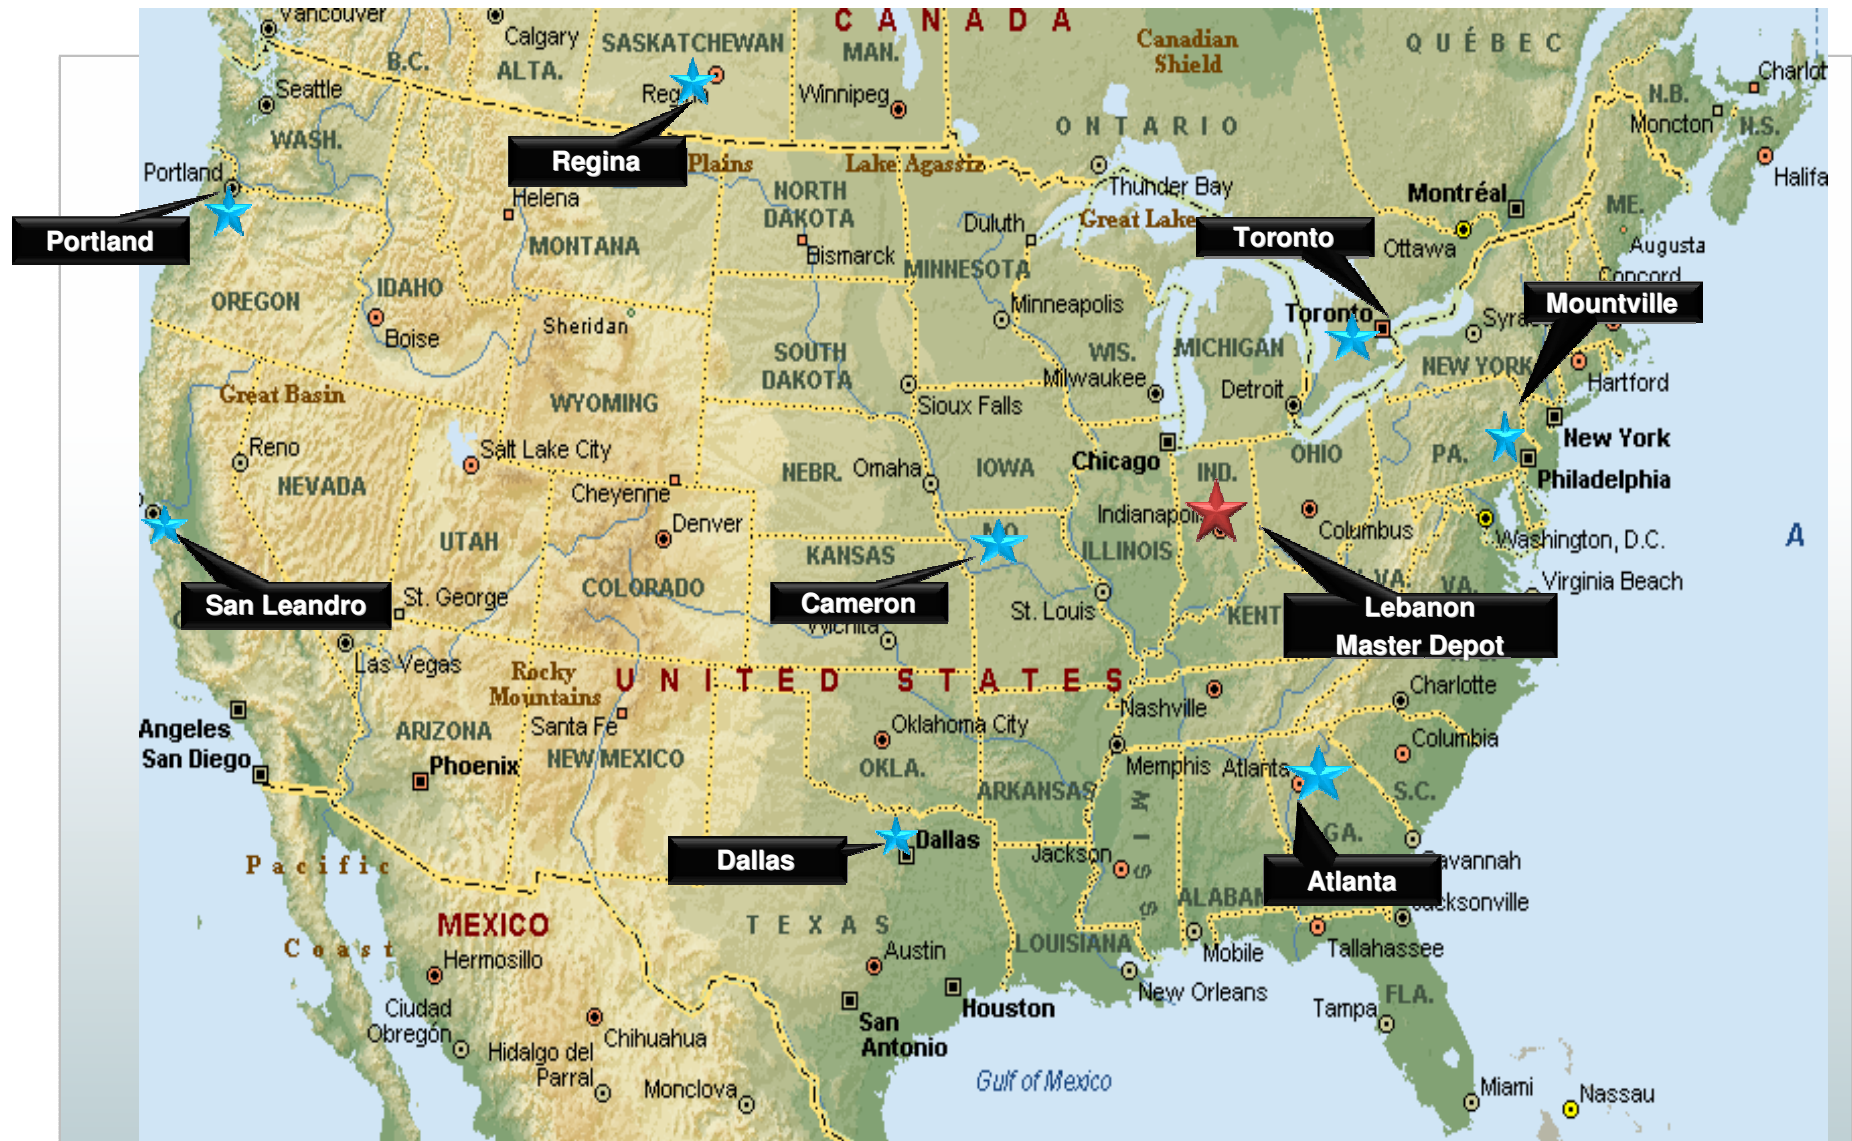 CANADA
Vancouver
Calgary
SASKATCHEWAN
MAN.
Canadian
Shield
QUÉBEC
B.C.
ALTA.
Regina
Winnipeg
Charlot
Seattle
WASH.
ONTARIO
N.B.
Moncton
N.S.
Portland
Regina
Plains
Lake Agassiz
Thunder Bay
Halifa
Helena
NORTH
DAKOTA
Great Lake
Montréal
ME.
Portland
MONTANA
Bismarck
Duluth
MINNESOTA
Toronto
Ottawa
Augusta
Concord
OREGON
IDAHO
Boise
Sheridan
Minneapolis
Toronto
Mountville
SOUTH
DAKOTA
WIS.
MICHIGAN
NEW YORK
Great Basin
WYOMING
Sioux Falls
Milwaukee
Detroit
Hartford
Reno
NEVADA
Salt Lake City
Cheyenne
NEBR.
Omaha
IOWA
Chicago
IND.
OHIO
PA.
New York
Philadelphia
Denver
UTAH
COLORADO
KANSAS
MO.
ILLINOIS
Indianapolis
Columbus
Washington, D.C.
A
San Leandro
St. George
Cameron
Wichita
St. Louis
KENT
VA.
VA.
Virginia Beach
Lebanon
Master Depot
Las Vegas
Rocky
Mountains
UNITED STATES
Nashville
Charlotte
Angeles
San Diego
ARIZONA
Phoenix
Santa Fe
NEW MEXICO
Oklahoma City
OKLA.
ARKANSAS
Memphis
Atlanta
Columbia
S.C.
Dallas
Dallas
Jackson
MISS
GA.
Savannah
Atlanta
ALABAM
Jacksonville
Pacific
Coast
MEXICO
Hermosillo
TEXAS
Austin
LOUISIANA
Mobile
Tallahassee
Ciudad
Obregón
Chihuahua
Hidalgo del
Parral
Monclova
San
Antonio
Houston
New Orleans
Tampa
FLA.
Gulf of Mexico
Miami
Nassau